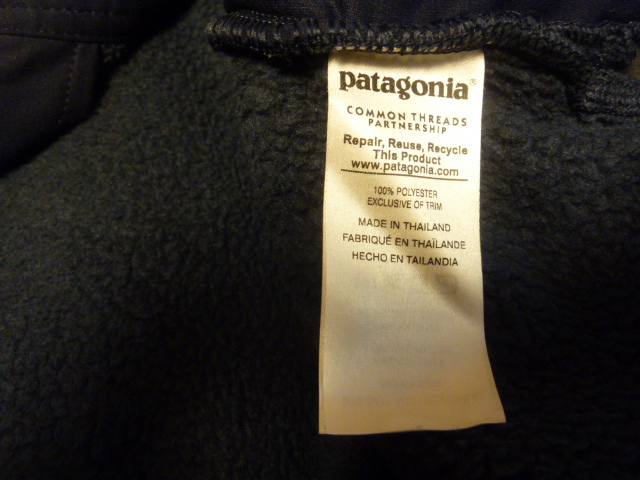 patagonia®
COMMON THREADS
PARTNERSHIP
Repair, Reuse, Recycle
This Product
www.patagonia.com
100% POLYESTER
EXCLUSIVE OF TRIM
MADE IN THAILAND
FABRIQUÉ EN THAÏLANDE
HECHO EN TAILANDIA